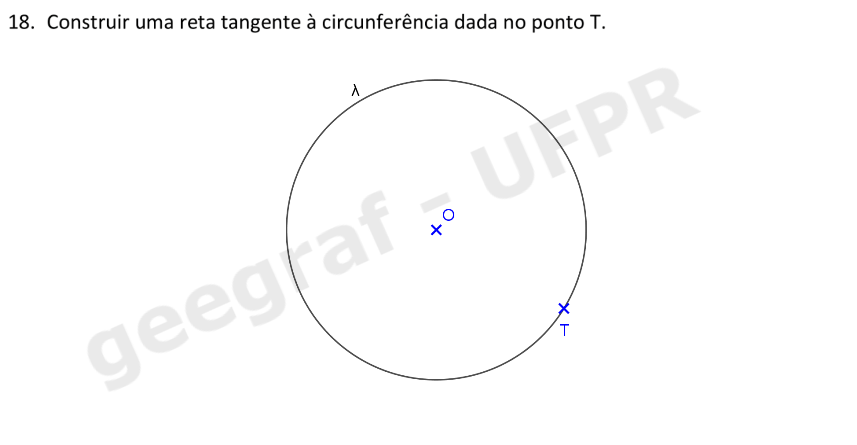 18. Construir uma reta tangente à circunferência dada no ponto T.
λ
geegraf - UFPR
O
T